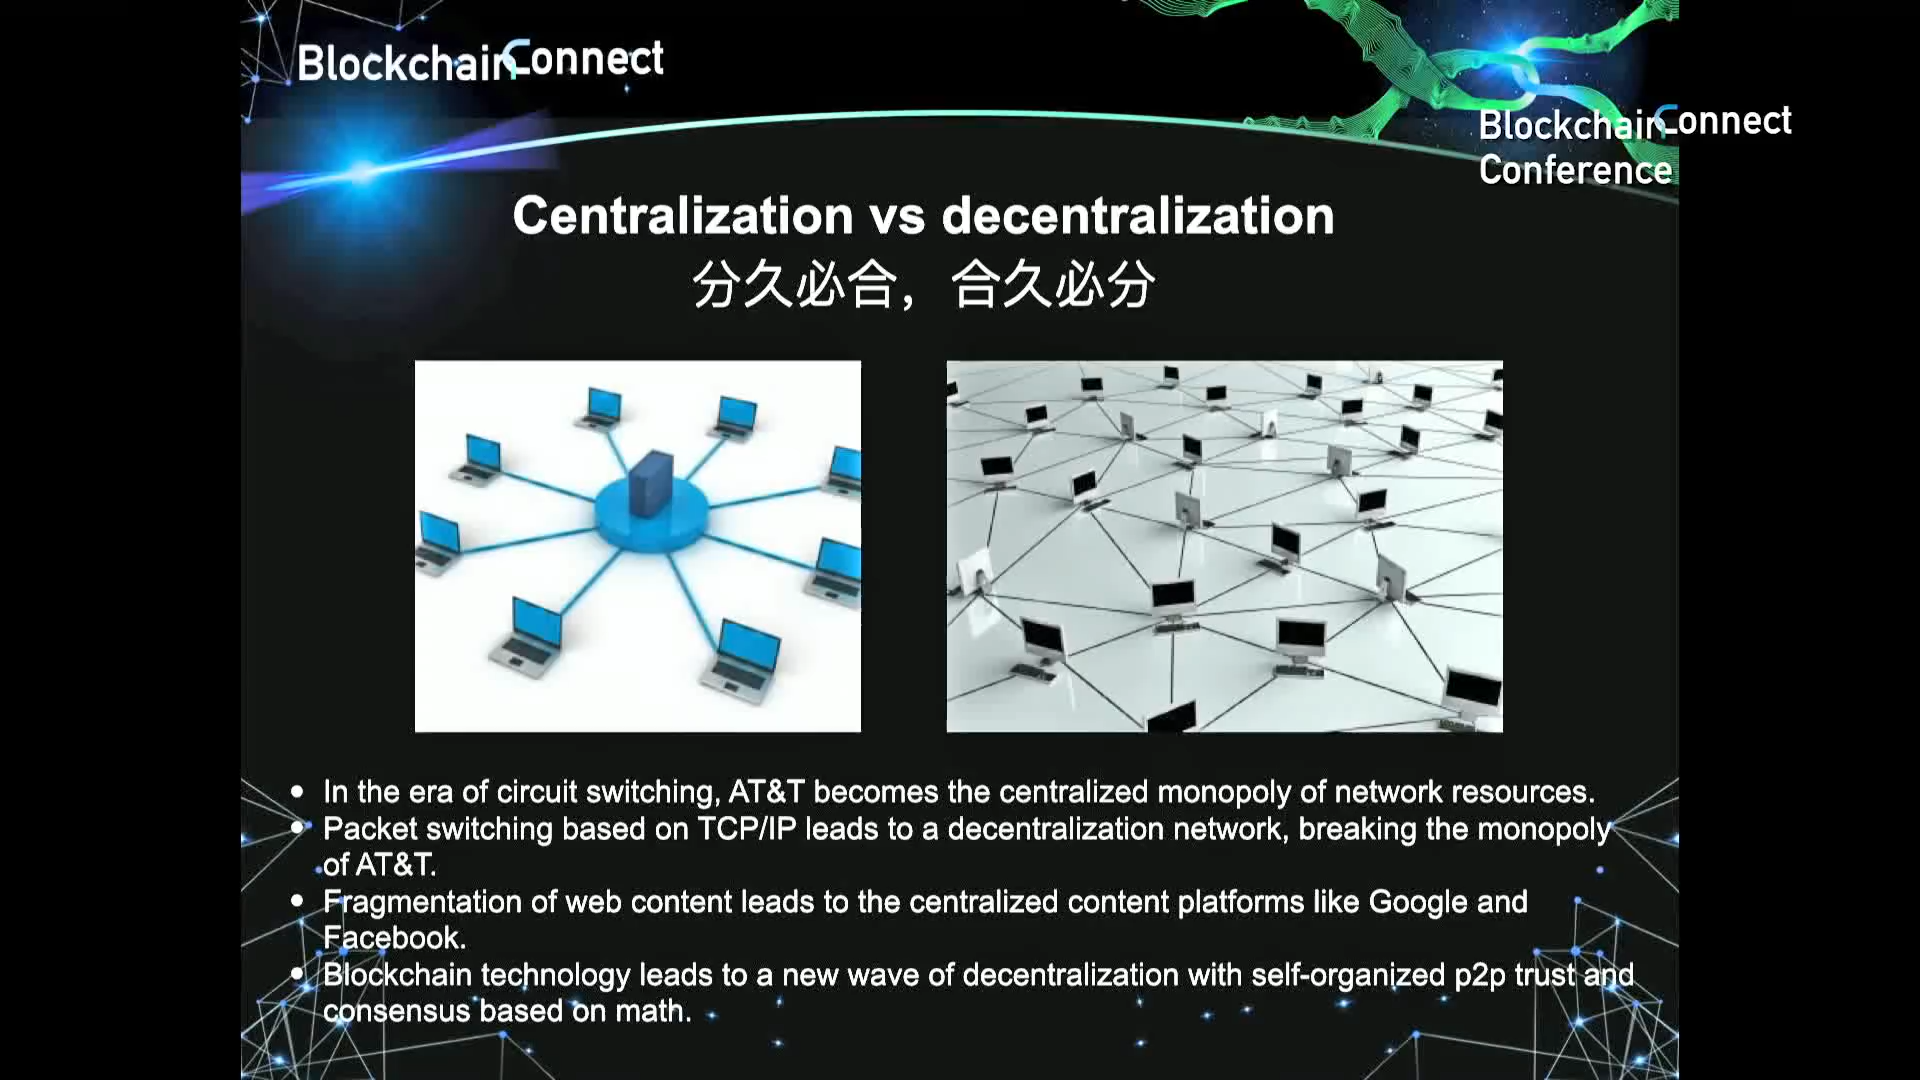 BlockchainConnect
BlockchainConnect
Conference
Centralization vs decentralization
分久必合，合久必分
• In the era of circuit switching, AT&T becomes the centralized monopoly of network resources.
• Packet switching based on TCP/IP leads to a decentralization network, breaking the monopoly
of AT&T.
• Fragmentation of web content leads to the centralized content platforms like Google and
Facebook.
• Blockchain technology leads to a new wave of decentralization with self-organized p2p trust and
consensus based on math.